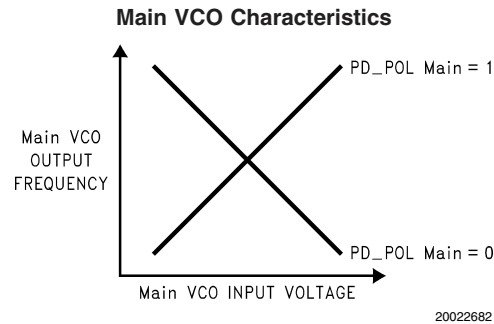 Main VCO Characteristics
PD_POL Main = 1
Main VCO
OUTPUT
FREQUENCY
PD_POL Main = 0
Main VCO INPUT VOLTAGE
20022682